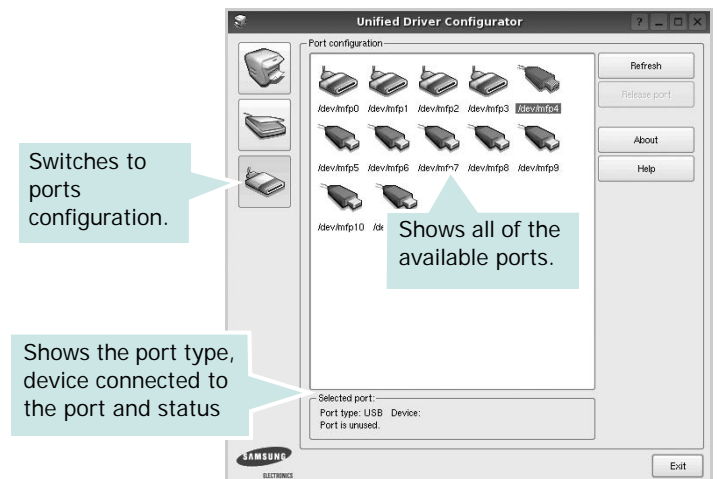 Unified Driver Configurator
Port configuration
/dev/mfp0 /dev/mfp1 /dev/mfp2 /dev/mfp3 /dev/mfp4
/dev/mfp5 /dev/mfp6 /dev/mfp7 /dev/mfp8 /dev/mfp9
/dev/mfp10
Refresh
Release port
About
Help
Switches to
ports
configuration.
Shows all of the
available ports.
Shows the port type,
device connected to
the port and status
Selected port:
Port type: USB Device:
Port is unused.
SAMSUNG
ELECTRONICS
Exit